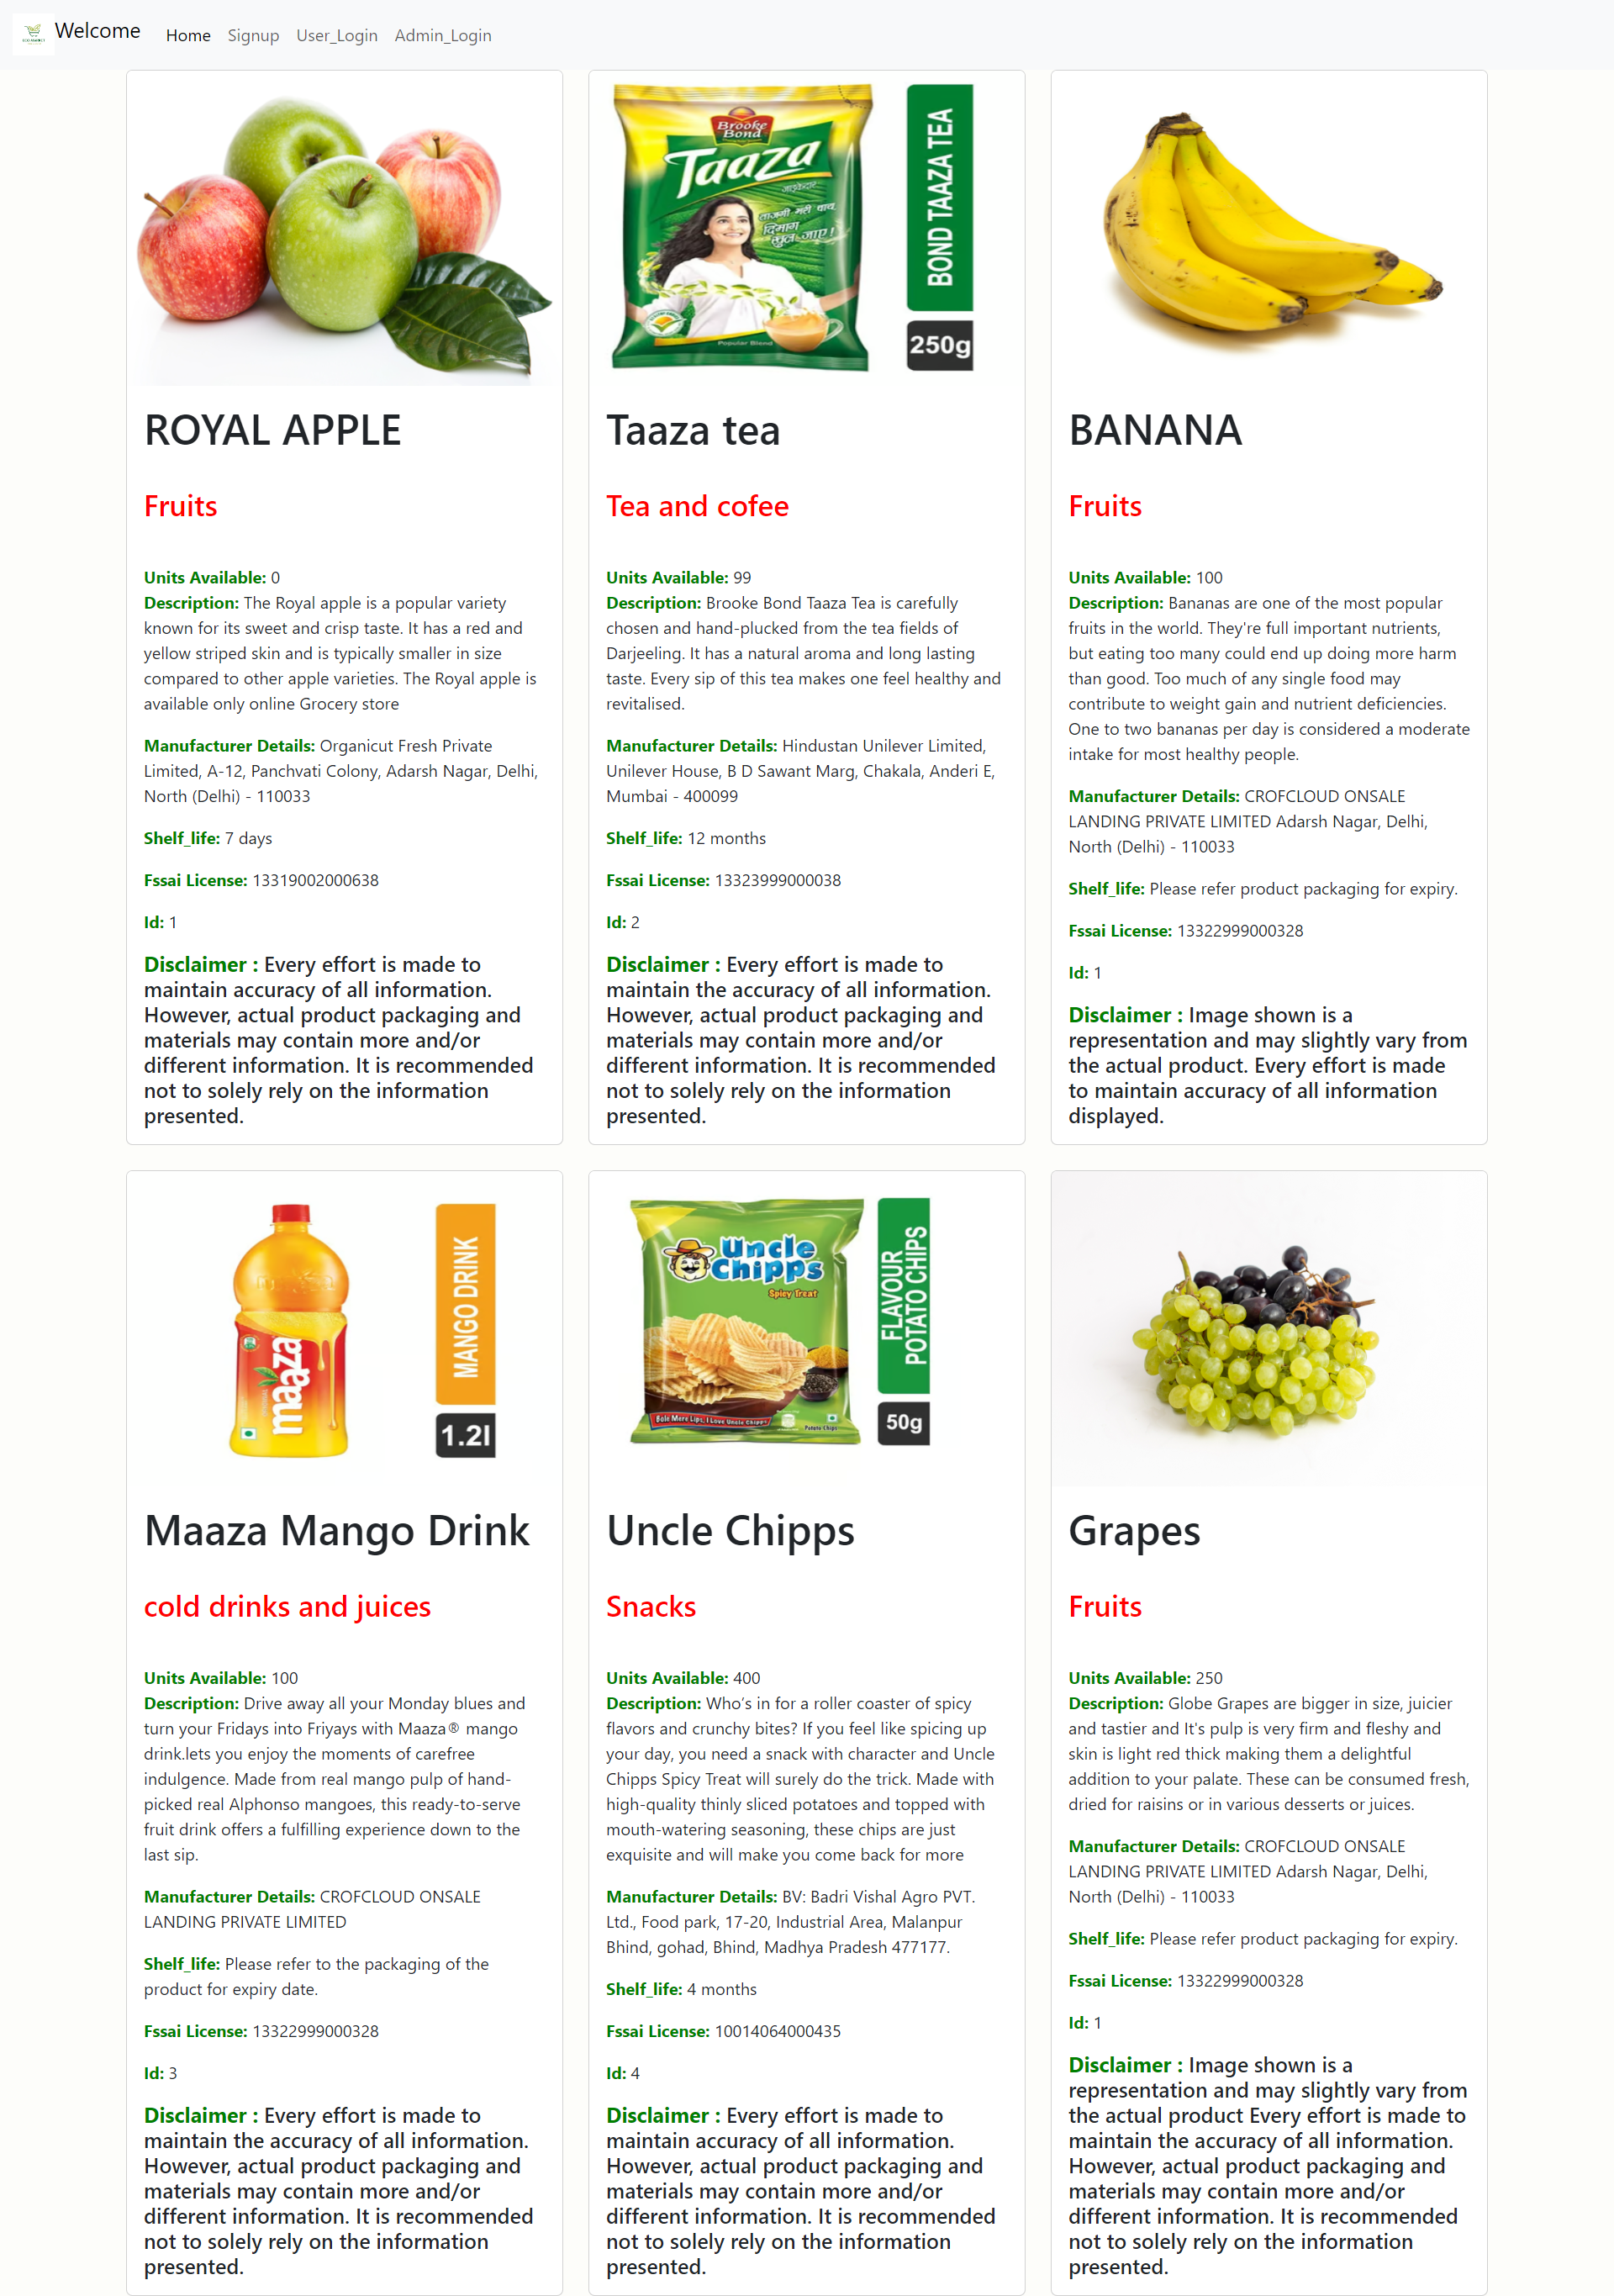 Welcome Home Signup User_Login Admin_Login
Brooke
Bond
Taaza
दिमाग
खुल जाए!
Popular Blend
BOND TAAZA TEA
250g
ROYAL APPLE
Fruits
Units Available: 0
Description: The Royal apple is a popular variety
known for its sweet and crisp taste. It has a red and
yellow striped skin and is typically smaller in size
compared to other apple varieties. The Royal apple is
available only online Grocery store
Manufacturer Details: Organicut Fresh Private
Limited, A-12, Panchvati Colony, Adarsh Nagar, Delhi,
North (Delhi) - 110033
Shelf_life: 7 days
Fssai License: 13319002000638
Id: 1
Disclaimer : Every effort is made to
maintain accuracy of all information.
However, actual product packaging and
materials may contain more and/or
different information. It is recommended
not to solely rely on the information
presented.
Taaza tea
Tea and cofee
Units Available: 99
Description: Brooke Bond Taaza Tea is carefully
chosen and hand-plucked from the tea fields of
Darjeeling. It has a natural aroma and long lasting
taste. Every sip of this tea makes one feel healthy and
revitalised.
Manufacturer Details: Hindustan Unilever Limited,
Unilever House, B D Sawant Marg, Chakala, Anderi E,
Mumbai - 400099
Shelf_life: 12 months
Fssai License: 13323999000038
Id: 2
Disclaimer : Every effort is made to
maintain the accuracy of all information.
However, actual product packaging and
materials may contain more and/or
different information. It is recommended
not to solely rely on the information
presented.
BANANA
Fruits
Units Available: 100
Description: Bananas are one of the most popular
fruits in the world. They're full important nutrients,
but eating too many could end up doing more harm
than good. Too much of any single food may
contribute to weight gain and nutrient deficiencies.
One to two bananas per day is considered a moderate
intake for most healthy people.
Manufacturer Details: CROFCLOUD ONSALE
LANDING PRIVATE LIMITED Adarsh Nagar, Delhi,
North (Delhi) - 110033
Shelf_life: Please refer product packaging for expiry.
Fssai License: 13322999000328
Id: 1
Disclaimer : Image shown is a
representation and may slightly vary from
the actual product. Every effort is made
to maintain accuracy of all information
displayed.
maaza
MANGO DRINK
1.2l
Maaza Mango Drink
cold drinks and juices
Units Available: 100
Description: Drive away all your Monday blues and
turn your Fridays into Friyays with Maaza® mango
drink.lets you enjoy the moments of carefree
indulgence. Made from real mango pulp of hand-
picked real Alphonso mangoes, this ready-to-serve
fruit drink offers a fulfilling experience down to the
last sip.
Manufacturer Details: CROFCLOUD ONSALE
LANDING PRIVATE LIMITED
Shelf_life: Please refer to the packaging of the
product for expiry date.
Fssai License: 13322999000328
Id: 3
Disclaimer : Every effort is made to
maintain the accuracy of all information.
However, actual product packaging and
materials may contain more and/or
different information. It is recommended
not to solely rely on the information
presented.
Uncle
Chipps
Spicy Treat
Bole Mere Lips, I Love Uncle Chipps
Potato Chips
FLAVOUR
POTATO CHIPS
50g
Uncle Chipps
Snacks
Units Available: 400
Description: Who's in for a roller coaster of spicy
flavors and crunchy bites? If you feel like spicing up
your day, you need a snack with character and Uncle
Chipps Spicy Treat will surely do the trick. Made with
high-quality thinly sliced potatoes and topped with
mouth-watering seasoning, these chips are just
exquisite and will make you come back for more
Manufacturer Details: BV: Badri Vishal Agro PVT.
Ltd., Food park, 17-20, Industrial Area, Malanpur
Bhind, gohad, Bhind, Madhya Pradesh 477177.
Shelf_life: 4 months
Fssai License: 10014064000435
Id: 4
Disclaimer : Every effort is made to
maintain accuracy of all information.
However, actual product packaging and
materials may contain more and/or
different information. It is recommended
not to solely rely on the information
presented.
Grapes
Fruits
Units Available: 250
Description: Globe Grapes are bigger in size, juicier
and tastier and It's pulp is very firm and fleshy and
skin is light red thick making them a delightful
addition to your palate. These can be consumed fresh,
dried for raisins or in various desserts or juices.
Manufacturer Details: CROFCLOUD ONSALE
LANDING PRIVATE LIMITED Adarsh Nagar, Delhi,
North (Delhi) - 110033
Shelf_life: Please refer product packaging for expiry.
Fssai License: 13322999000328
Id: 1
Disclaimer : Image shown is a
representation and may slightly vary from
the actual product Every effort is made to
maintain the accuracy of all information.
However, actual product packaging and
materials may contain more and/or
different information. It is recommended
not to solely rely on the information
presented.